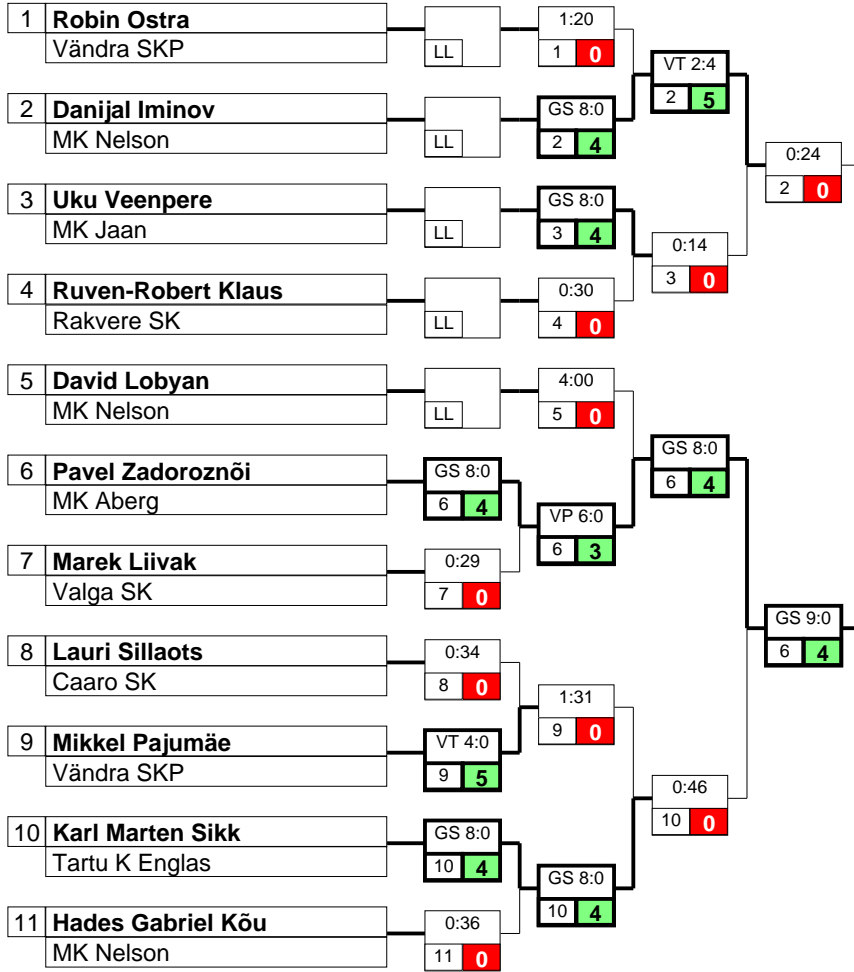 1 Robin Ostra
Vändra SKP
LL
1:20
1 0
VT 2:4
2 5
2 Danijal Iminov
MK Nelson
LL
GS 8:0
2 4
0:24
2 0
3 Uku Veenpere
MK Jaan
LL
GS 8:0
3 4
0:14
3 0
4 Ruven-Robert Klaus
Rakvere SK
LL
0:30
4 0
5 David Lobyan
MK Nelson
LL
4:00
5 0
GS 8:0
6 4
6 Pavel Zadoroznõi
MK Aberg
GS 8:0
6 4
VP 6:0
6 3
7 Marek Liivak
Valga SK
0:29
7 0
GS 9:0
6 4
8 Lauri Sillaots
Caaro SK
0:34
8 0
1:31
9 0
9 Mikkel Pajumäe
Vändra SKP
VT 4:0
9 5
0:46
10 0
10 Karl Marten Sikk
Tartu K Englas
GS 8:0
10 4
GS 8:0
10 4
11 Hades Gabriel Kõu
MK Nelson
0:36
11 0